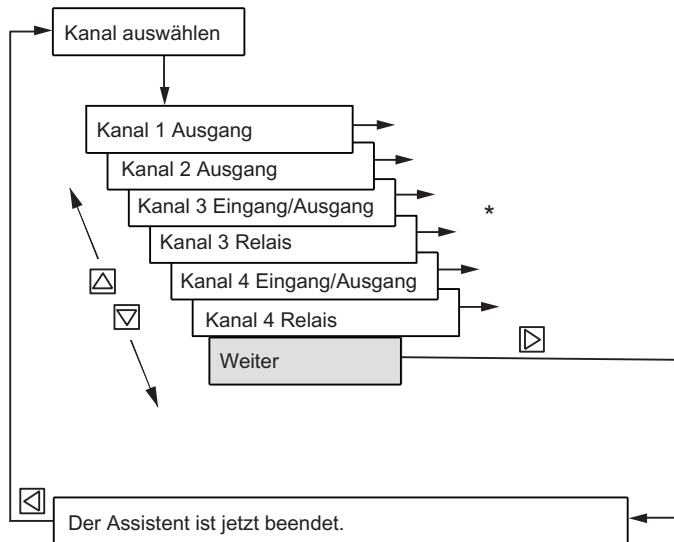 Kanal auswählen
Kanal 1 Ausgang
Kanal 2 Ausgang
Kanal 3 Eingang/Ausgang
*
Kanal 3 Relais
Kanal 4 Eingang/Ausgang
Kanal 4 Relais
Weiter
Der Assistent ist jetzt beendet.